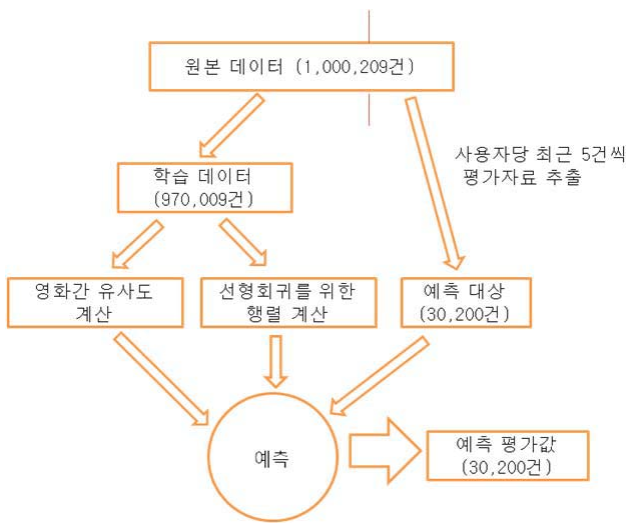 원본 데이터 (1,000,209건)
사용자당 최근 5건씩
평가자료 추출
학습 데이터
(970,009건)
영화간 유사도
계산
선형회귀를 위한
행렬 계산
예측 대상
(30,200건)
예측
예측 평가값
(30,200건)